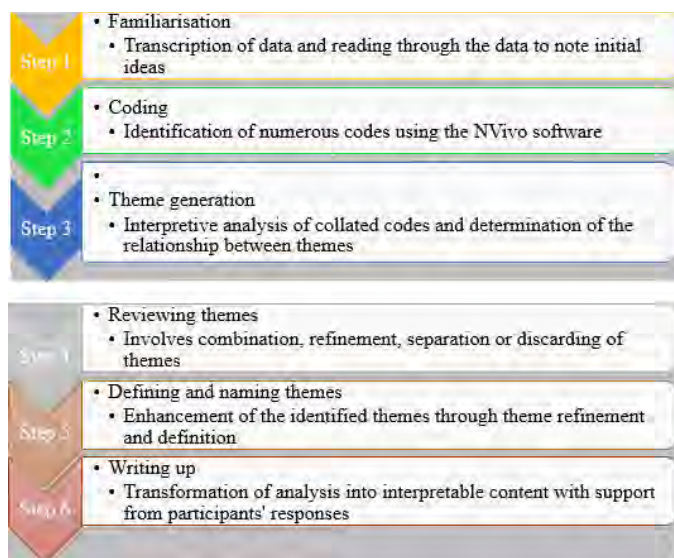 • Familiarisation
• Transcription of data and reading through the data to note initial
ideas
Step 1
• Coding
• Identification of numerous codes using the NVivo software
Step 2
•
• Theme generation
• Interpretive analysis of collated codes and determination of the
relationship between themes
Step 3
• Reviewing themes
• Involves combination, refinement, separation or discarding of
themes
Step 4
• Defining and naming themes
• Enhancement of the identified themes through theme refinement
and definition
Step 5
• Writing up
• Transformation of analysis into interpretable content with support
from participants' responses
Step 6